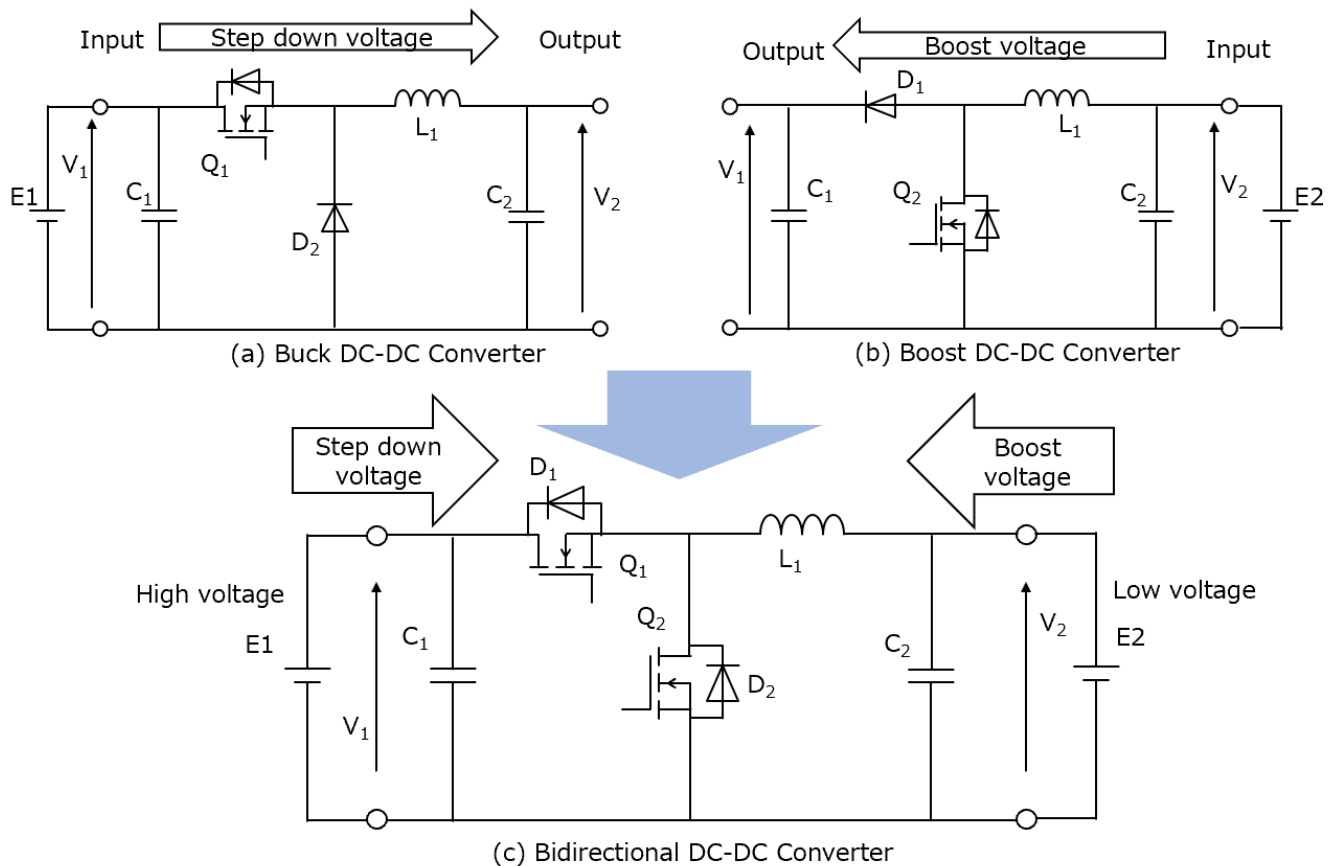 Input
Step down voltage
Output
E1
V₁
C₁
Q₁
D₂
L₁
C₂
V₂
(a) Buck DC-DC Converter
Output
Boost voltage
Input
D₁
V₁
C₁
Q₂
L₁
C₂
V₂
E2
(b) Boost DC-DC Converter
Step down
voltage
Boost
voltage
D₁
Q₁
L₁
High voltage
E1
V₁
C₁
Q₂
D₂
C₂
V₂
Low voltage
E2
(c) Bidirectional DC-DC Converter